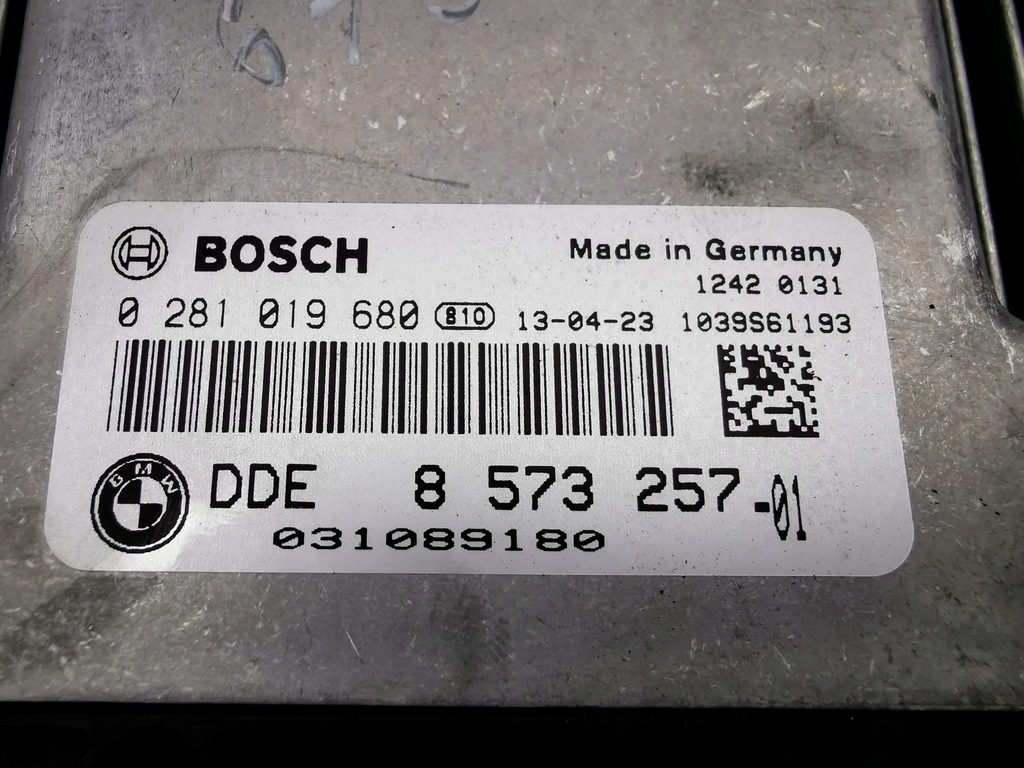 BOSCH
Made in Germany
1242 0131
0 281 019 680 810 13-04-23 1039S61193
BMW
DDE 8 573 257-01
031089180